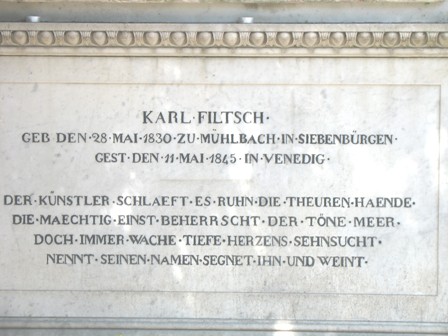 KARL·FILTSCH·
GEB DEN·28·MAI·1830·ZU·MÜHLBACH·IN·SIEBENBÜRGEN·
GEST·DEN·11·MAI·1845·IN·VENEDIG·
DER·KÜNSTLER·SCHLAEFT·ES·RUHN·DIE·THEUREN·HAENDE·
DIE·MAECHTIG·EINST·BEHERRSCHT·DER·TÖNE·MEER·
DOCH·IMMER·WACHE·TIEFE·HERZENS·SEHNSUCHT·
NENNT·SEINEN·NAMEN·SEGNET·IHN·UND·WEINT·